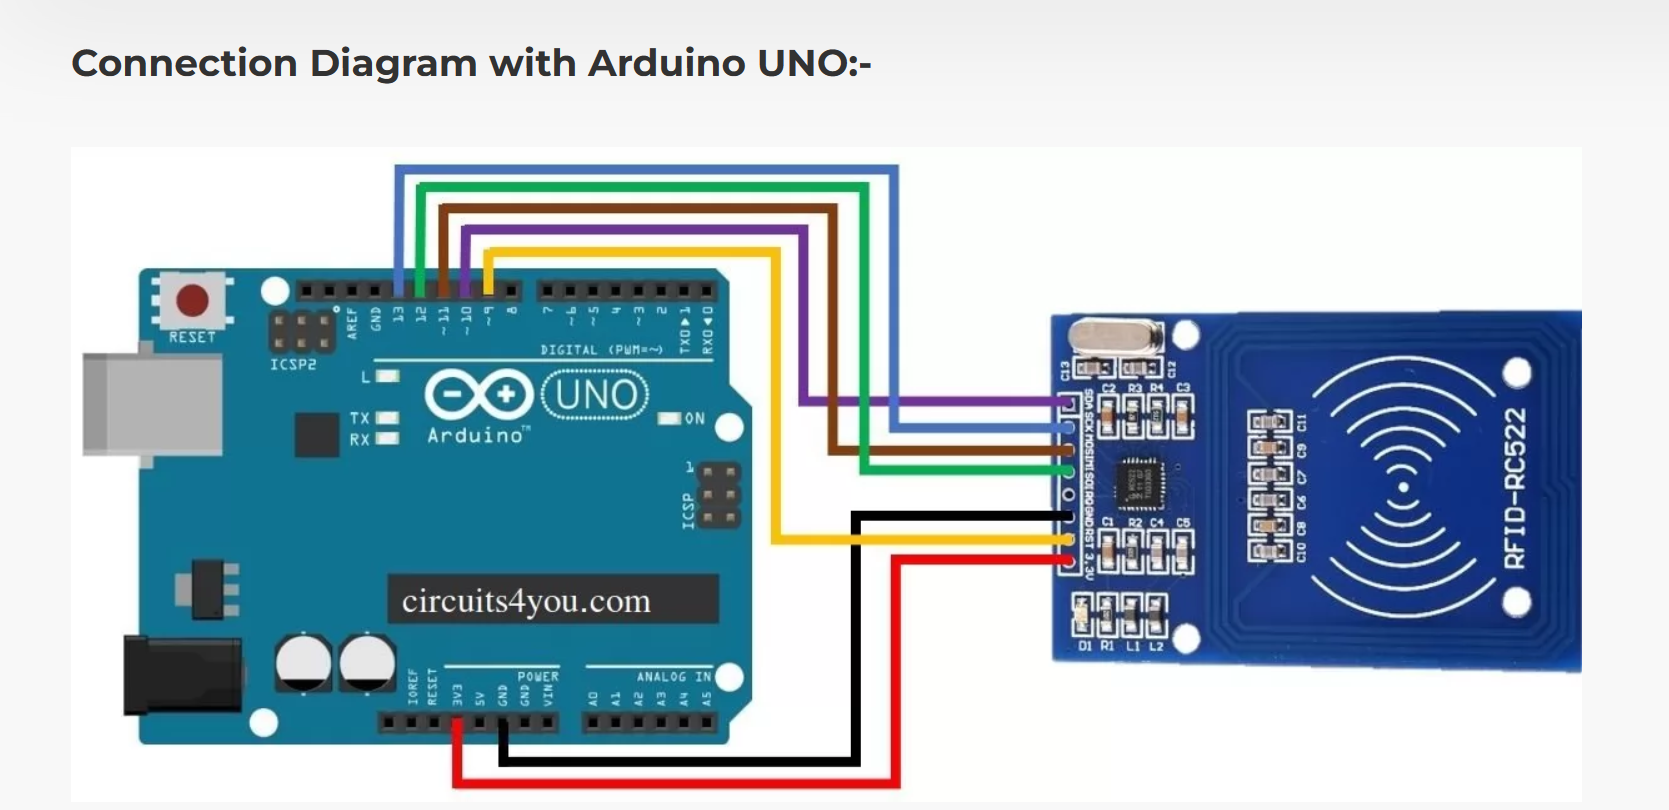 Connection Diagram with Arduino UNO:-
RESET
ICSP2
AREF
GND
13
12
~11
~10
~9
8
7
~6
~5
4
~3
2
TXD▶1
RXD◀0
DIGITAL (PWM=~)
L
TX
RX
UNO
Arduino™
ON
1
ICSP
circuits4you.com
IOREF
RESET
3V3
5V
GND
GND
VIN
POWER
ANALOG IN
A0
A1
A2
A3
A4
A5
C13
C12
C2 R3 R4 C3
SDA
SCK
MOSI
MISO
IRQ
GND
RST
3.3V
C1 R2 C4 C5
D1 R1 L1 L2
C11
C9
C7
C6
C8
C10
RFID-RC522